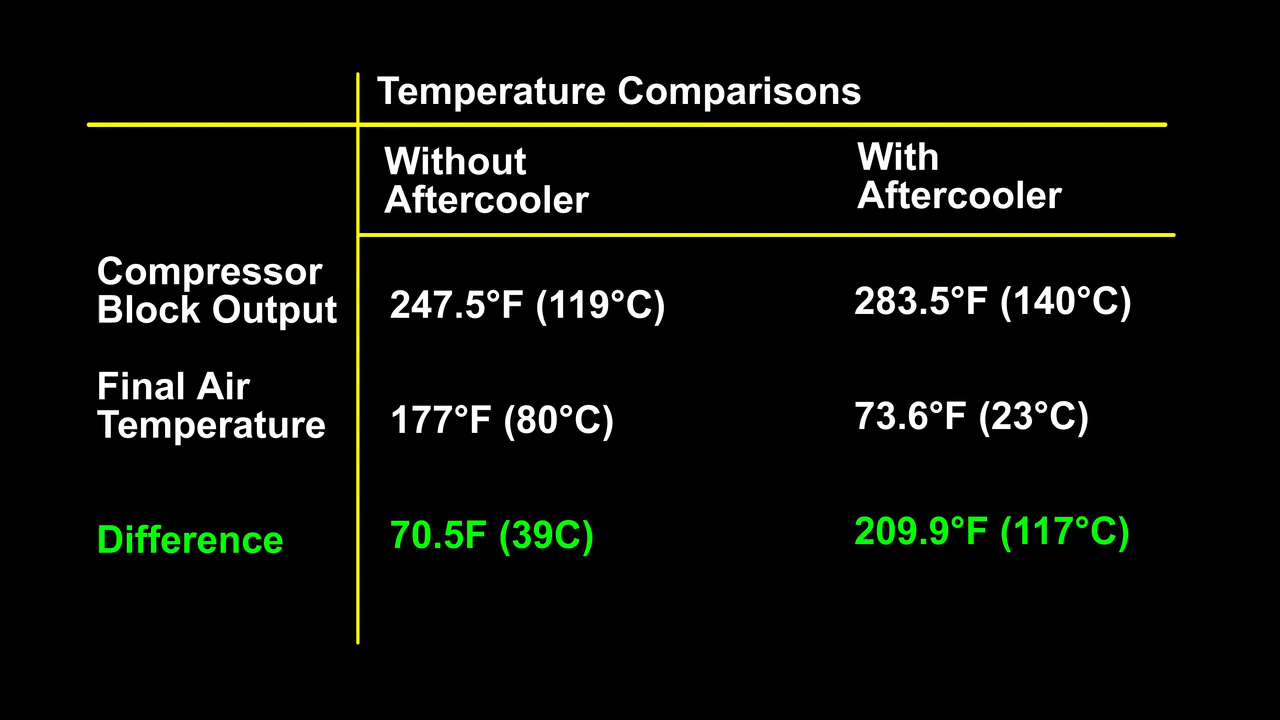 Temperature Comparisons
Without
Aftercooler
With
Aftercooler
Compressor
Block Output
247.5°F (119°C)
283.5°F (140°C)
Final Air
Temperature
177°F (80°C)
73.6°F (23°C)
Difference
70.5F (39C)
209.9°F (117°C)